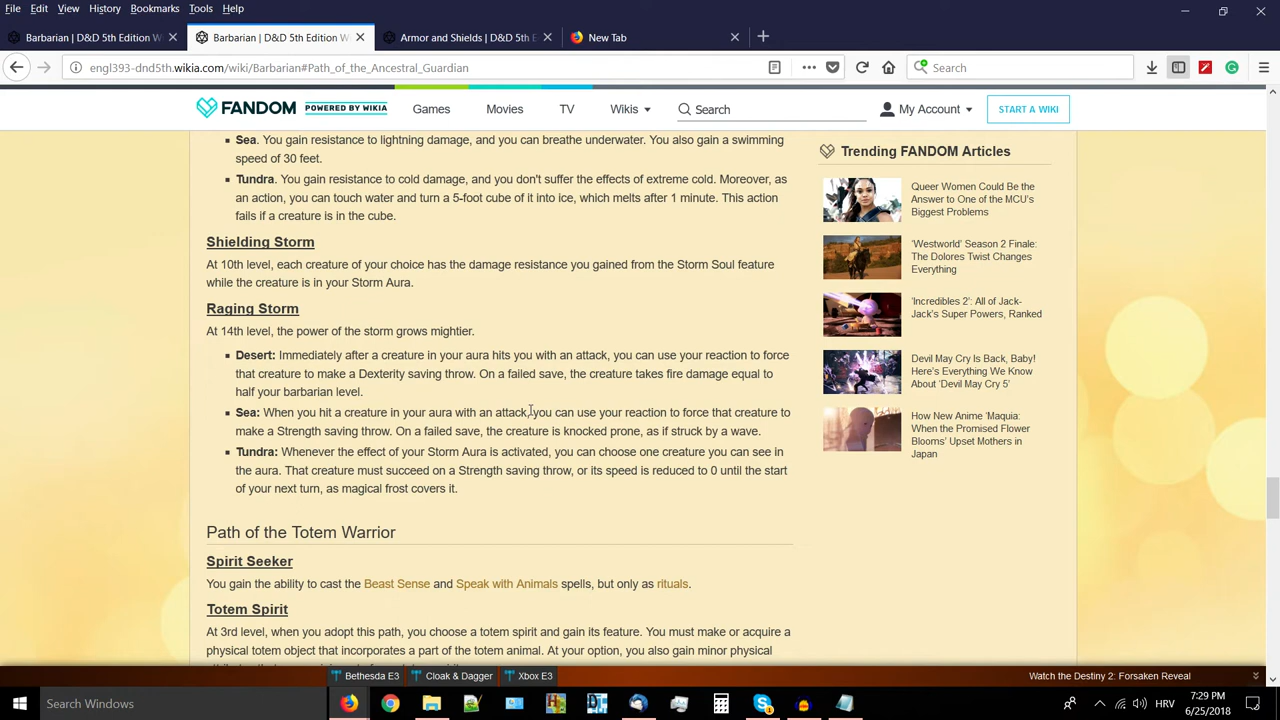 File Edit View History Bookmarks Tools Help
Barbarian | D&D 5th Edition W
Barbarian | D&D 5th Edition W
Armor and Shields | D&D 5th E
New Tab
engl393-dnd5th.wikia.com/wiki/Barbarian#Path_of_the_Ancestral_Guardian
Search
FANDOM POWERED BY WIKIA Games Movies TV Wikis Search My Account START A WIKI
Sea. You gain resistance to lightning damage, and you can breathe underwater. You also gain a swimming
speed of 30 feet.
Tundra. You gain resistance to cold damage, and you don't suffer the effects of extreme cold. Moreover, as
an action, you can touch water and turn a 5-foot cube of it into ice, which melts after 1 minute. This action
fails if a creature is in the cube.
Shielding Storm
At 10th level, each creature of your choice has the damage resistance you gained from the Storm Soul feature
while the creature is in your Storm Aura.
Raging Storm
At 14th level, the power of the storm grows mightier.
Desert: Immediately after a creature in your aura hits you with an attack, you can use your reaction to force
that creature to make a Dexterity saving throw. On a failed save, the creature takes fire damage equal to
half your barbarian level.
Sea: When you hit a creature in your aura with an attack, you can use your reaction to force that creature to
make a Strength saving throw. On a failed save, the creature is knocked prone, as if struck by a wave.
Tundra: Whenever the effect of your Storm Aura is activated, you can choose one creature you can see in
the aura. That creature must succeed on a Strength saving throw, or its speed is reduced to 0 until the start
of your next turn, as magical frost covers it.
Path of the Totem Warrior
Spirit Seeker
You gain the ability to cast the Beast Sense and Speak with Animals spells, but only as rituals.
Totem Spirit
At 3rd level, when you adopt this path, you choose a totem spirit and gain its feature. You must make or acquire a
physical totem object that incorporates a part of the totem animal. At your option, you also gain minor physical
Trending FANDOM Articles
Queer Women Could Be the
Answer to One of the MCU's
Biggest Problems
'Westworld' Season 2 Finale:
The Dolores Twist Changes
Everything
'Incredibles 2': All of Jack-
Jack's Super Powers, Ranked
Devil May Cry Is Back, Baby!
Here's Everything We Know
About 'Devil May Cry 5'
How New Anime 'Maquia:
When the Promised Flower
Blooms' Upset Mothers in
Japan
Bethesda E3 Cloak & Dagger Xbox E3 Watch the Destiny 2: Forsaken Reveal
Search Windows
HRV
7:29 PM
6/25/2018